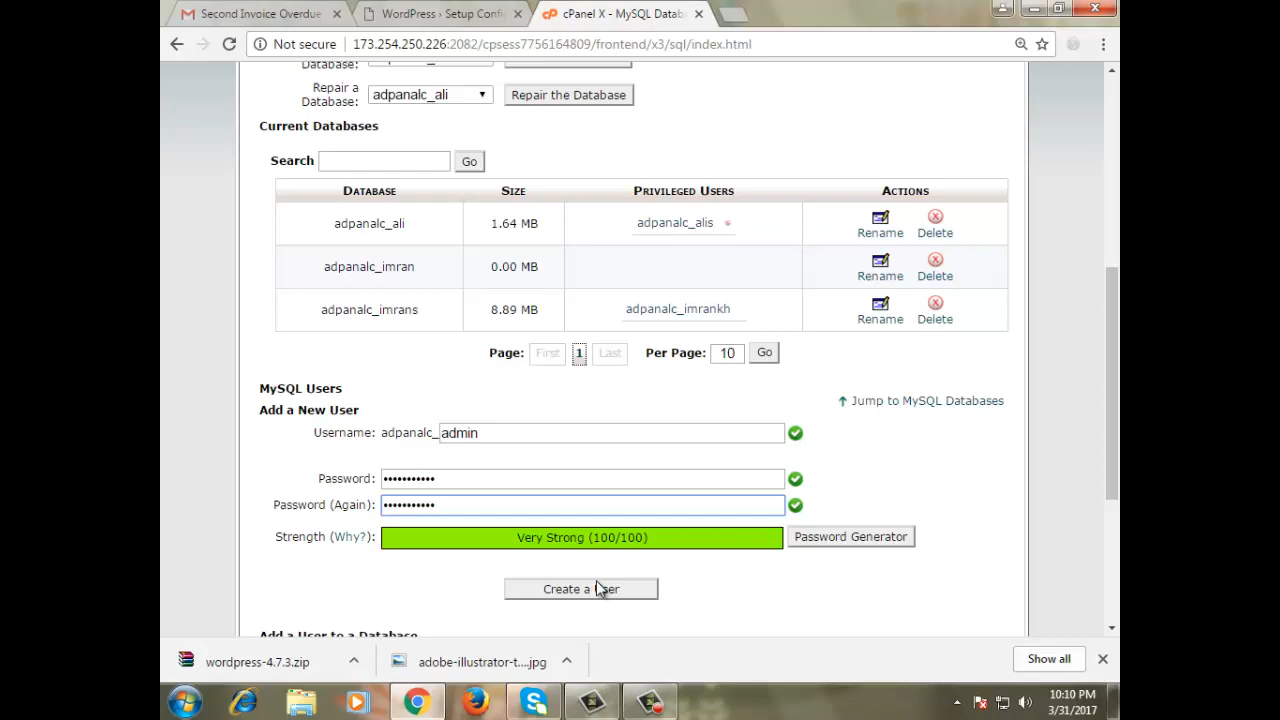 Second Invoice Overdue
WordPress › Setup Confi
cPanel X - MySQL Datab
Not secure
173.254.250.226:2082/cpsess7756164809/frontend/x3/sql/index.html
Database:
Repair a
Database:
adpanalc_ali
Repair the Database
Current Databases
Search
Go
DATABASE SIZE PRIVILEGED USERS ACTIONS
adpanalc_ali 1.64 MB adpanalc_alis Rename Delete
adpanalc_imran 0.00 MB Rename Delete
adpanalc_imrans 8.89 MB adpanalc_imrankh Rename Delete
Page: First 1 Last Per Page: 10 Go
MySQL Users
Jump to MySQL Databases
Add a New User
Username: adpanalc_ admin
Password: •••••••••••
Password (Again): •••••••••••
Strength (Why?): Very Strong (100/100) Password Generator
Create a User
Add a User to a Database
wordpress-4.7.3.zip
adobe-illustrator-t....jpg
Show all
10:10 PM
3/31/2017